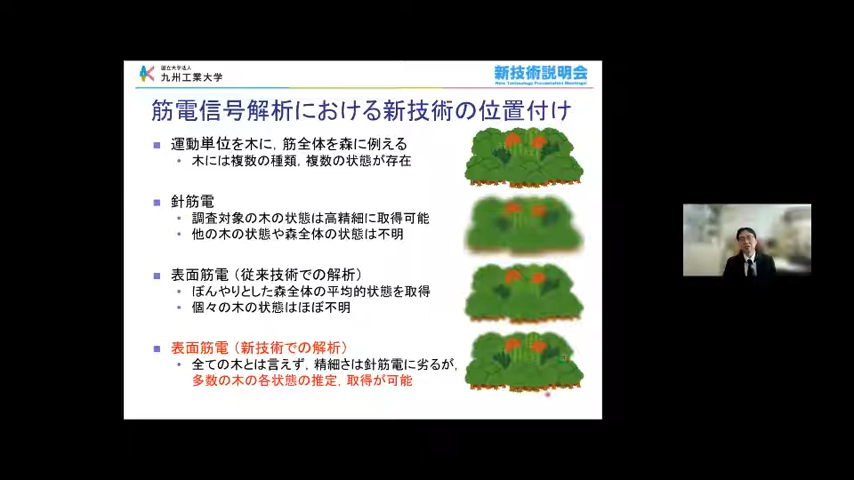 国立大学法人
九州工業大学
新技術説明会
New Technology Presentation Meetings!
筋電信号解析における新技術の位置付け
運動単位を木に, 筋全体を森に例える
木には複数の種類, 複数の状態が存在
針筋電
調査対象の木の状態は高精細に取得可能
他の木の状態や森全体の状態は不明
表面筋電（従来技術での解析）
ぼんやりとした森全体の平均的状態を取得
個々の木の状態はほぼ不明
表面筋電（新技術での解析）
全ての木とは言えず, 精細さは針筋電に劣るが,
多数の木の各状態の推定, 取得が可能